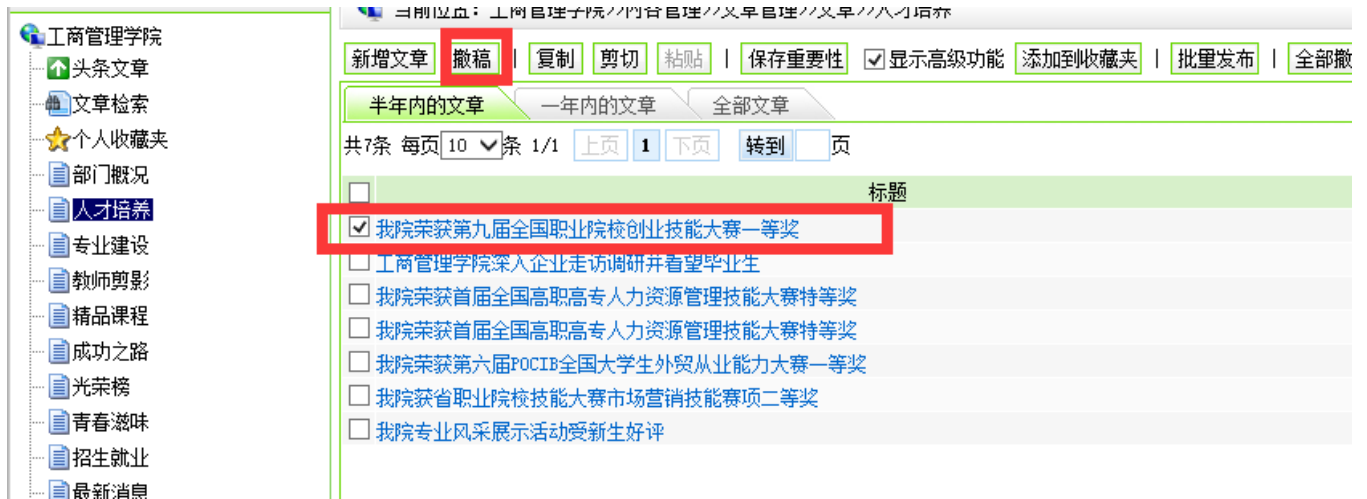 当前位置：工商管理学院>>内容管理>>文章管理>>文章>>人才培养
工商管理学院
头条文章
文章检索
个人收藏夹
部门概况
人才培养
专业建设
教师剪影
精品课程
成功之路
光荣榜
青春滋味
招生就业
最新消息
新增文章 撤稿 | 复制 剪切 粘贴 | 保存重要性 显示高级功能 添加到收藏夹 | 批量发布 | 全部撤
半年内的文章 一年内的文章 全部文章
共7条 每页 10 条 1/1 上页 1 下页 转到 页
标题
我院荣获第九届全国职业院校创业技能大赛一等奖
工商管理学院深入企业走访调研并看望毕业生
我院荣获首届全国高职高专人力资源管理技能大赛特等奖
我院荣获首届全国高职高专人力资源管理技能大赛特等奖
我院荣获第六届POCIB全国大学生外贸从业能力大赛一等奖
我院获省职业院校技能大赛市场营销技能赛项二等奖
我院专业风采展示活动受新生好评